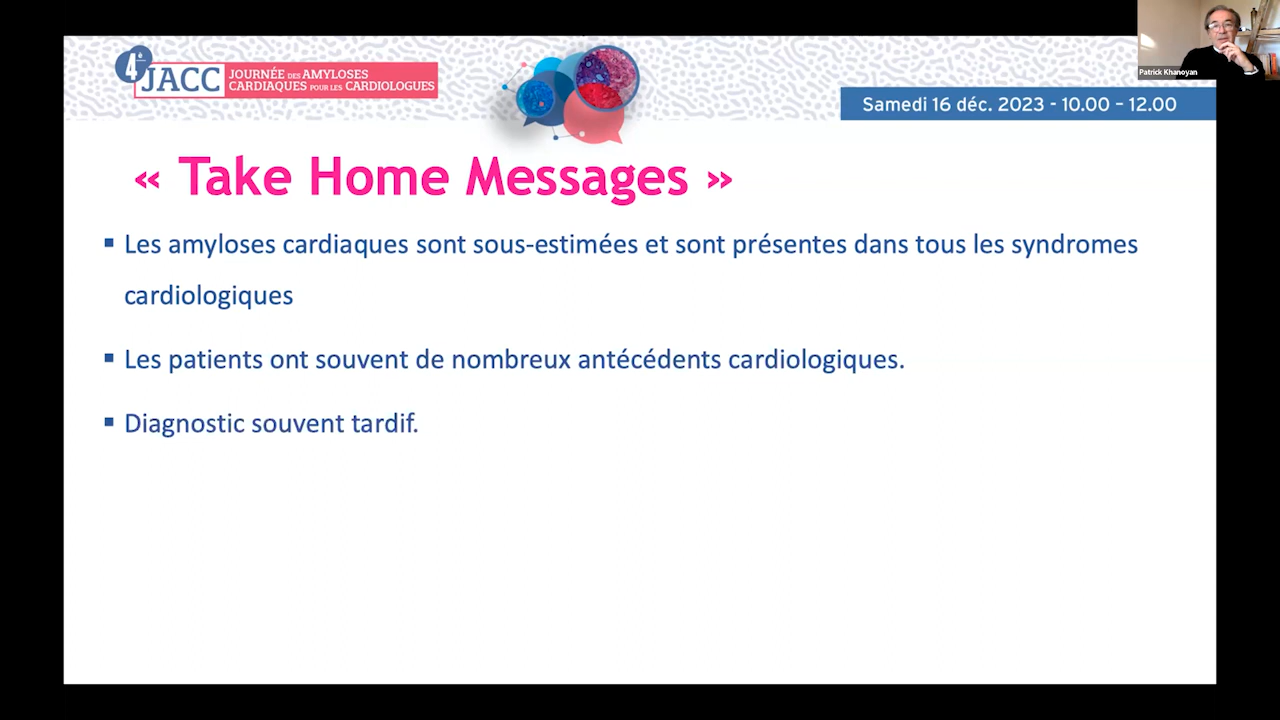 Patrick Khanoyan
4e
JACC
JOURNÉE DES AMYLOSES
CARDIAQUES POUR LES CARDIOLOGUES
Samedi 16 déc. 2023 - 10.00 – 12.00
« Take Home Messages »
▪ Les amyloses cardiaques sont sous-estimées et sont présentes dans tous les syndromes
cardiologiques
▪ Les patients ont souvent de nombreux antécédents cardiologiques.
▪ Diagnostic souvent tardif.